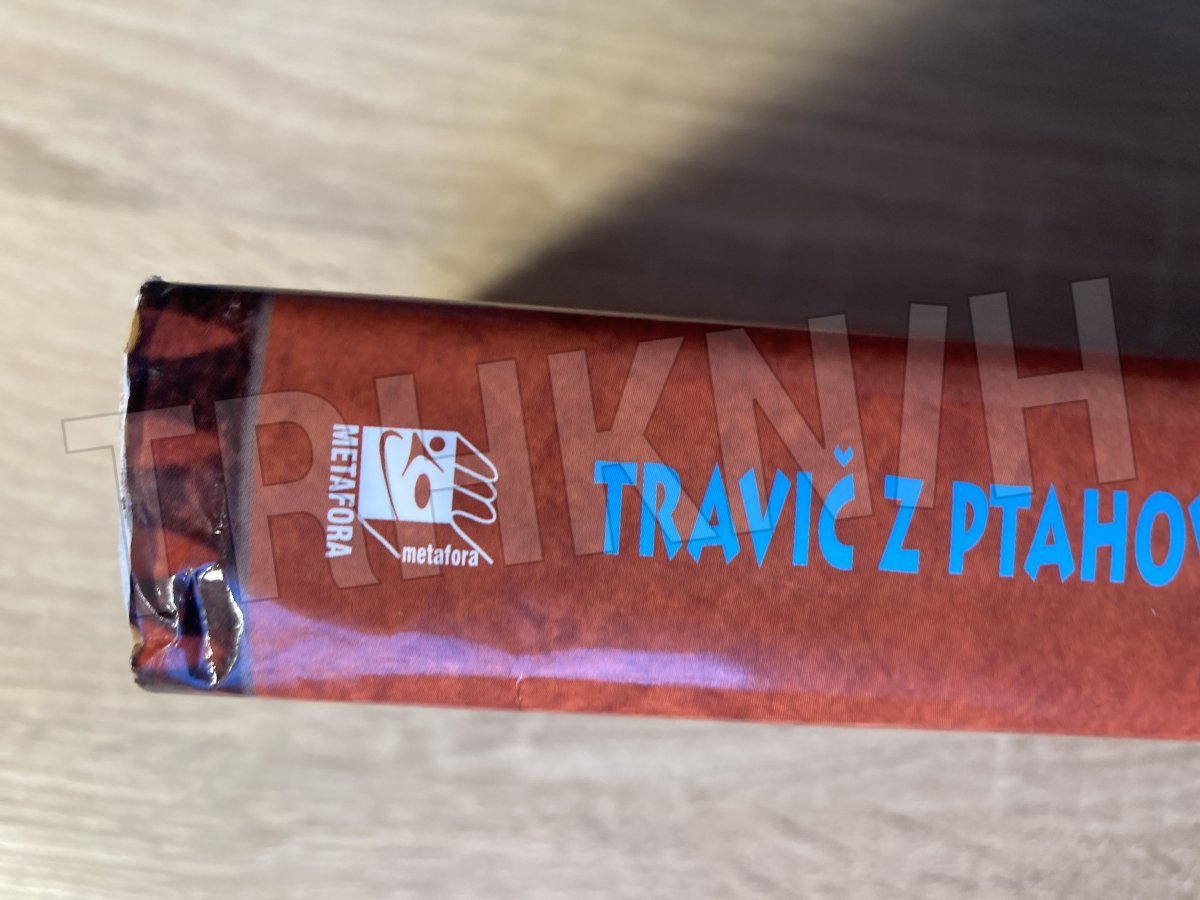 METAFORA
metafora
TRAVIČ Z PTAHOV
TRHKNIH